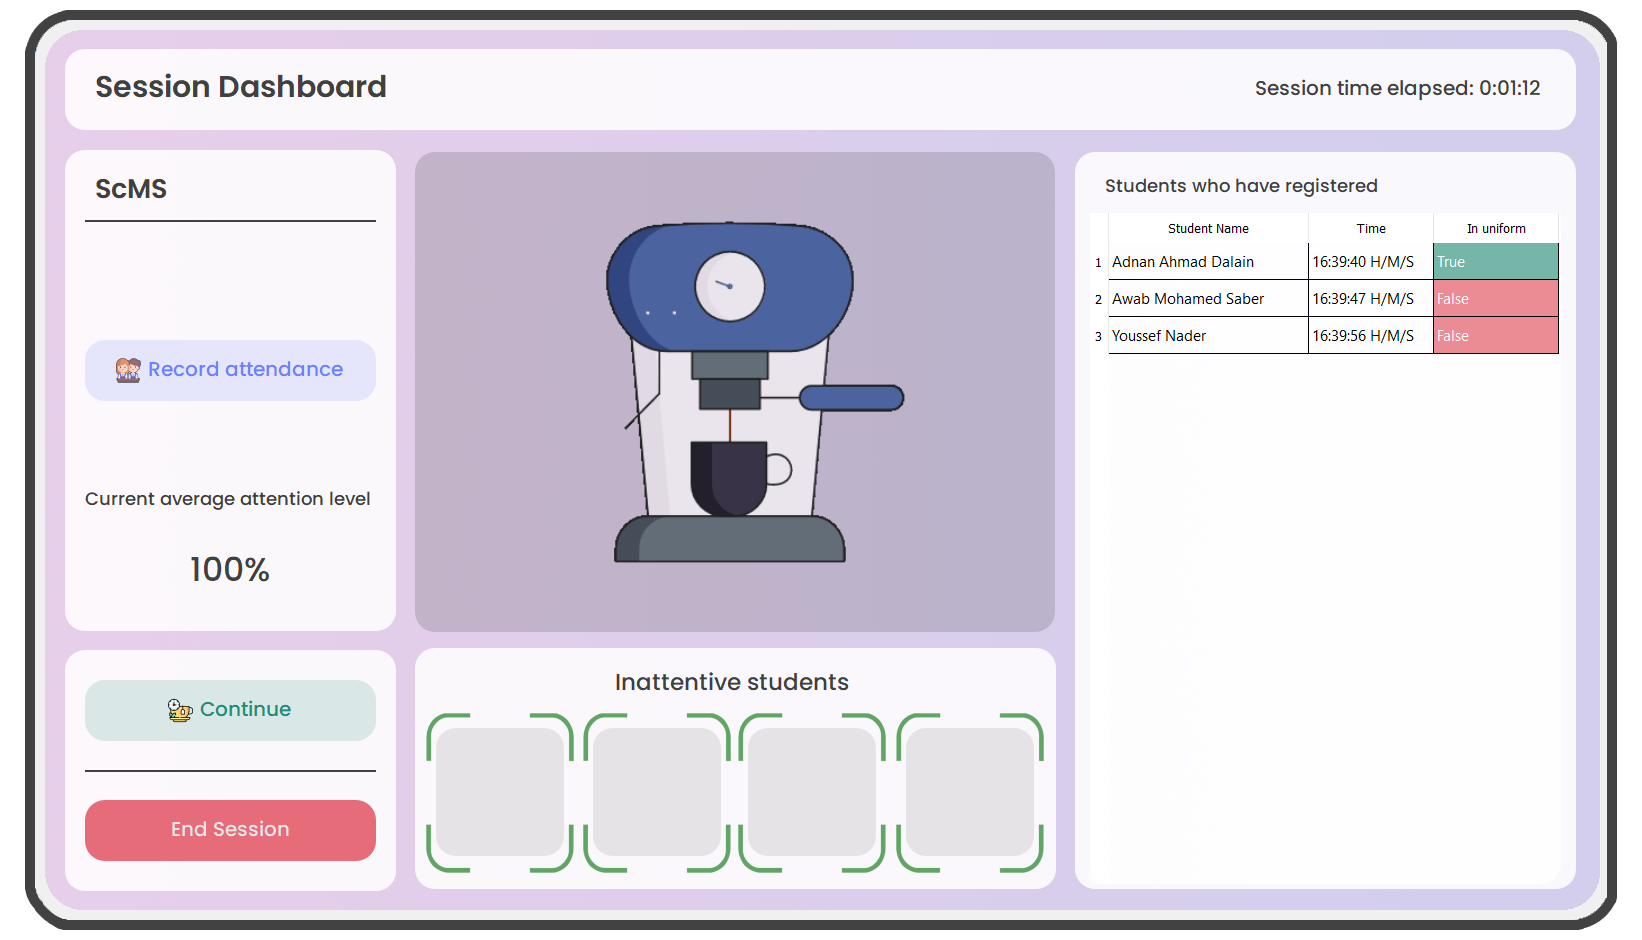 Session Dashboard
Session time elapsed: 0:01:12
ScMS
Record attendance
Current average attention level
100%
Continue
End Session
Inattentive students
Students who have registered
Student Name Time In uniform
1 Adnan Ahmad Dalain 16:39:40 H/M/S True
2 Awab Mohamed Saber 16:39:47 H/M/S False
3 Youssef Nader 16:39:56 H/M/S False